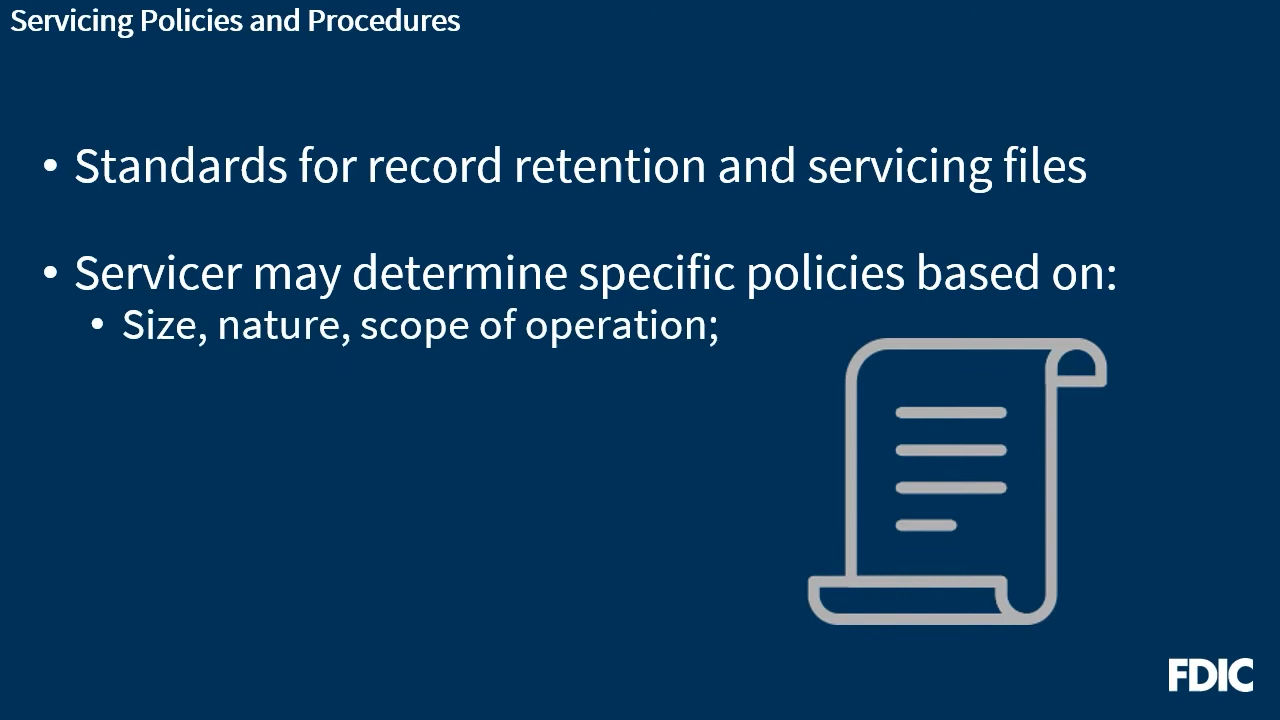 Servicing Policies and Procedures
• Standards for record retention and servicing files
• Servicer may determine specific policies based on:
• Size, nature, scope of operation;
FDIC